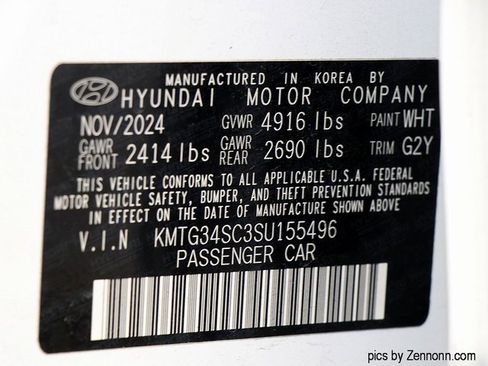 MANUFACTURED IN KOREA BY
HYUNDAI MOTOR COMPANY
NOV/2024 GVWR 4916 lbs PAINT WHT
GAWR FRONT 2414 lbs GAWR REAR 2690 lbs TRIM G2Y
THIS VEHICLE CONFORMS TO ALL APPLICABLE U.S.A. FEDERAL
MOTOR VEHICLE SAFETY, BUMPER, AND THEFT PREVENTION STANDARDS
IN EFFECT ON THE DATE OF MANUFACTURE SHOWN ABOVE
V.I.N KMTG34SC3SU155496
PASSENGER CAR
pics by Zennonn.com